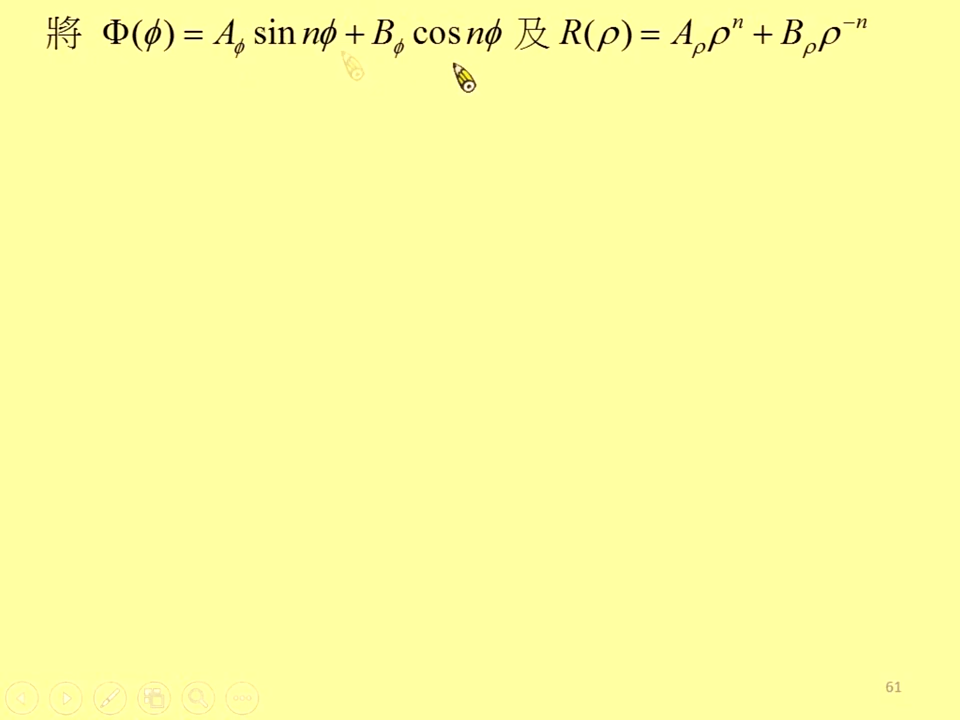 將 Φ(ϕ) = A_ϕ sin nϕ + B_ϕ cos nϕ 及 R(ρ) = A_ρ ρ^n + B_ρ ρ^{-n}
61